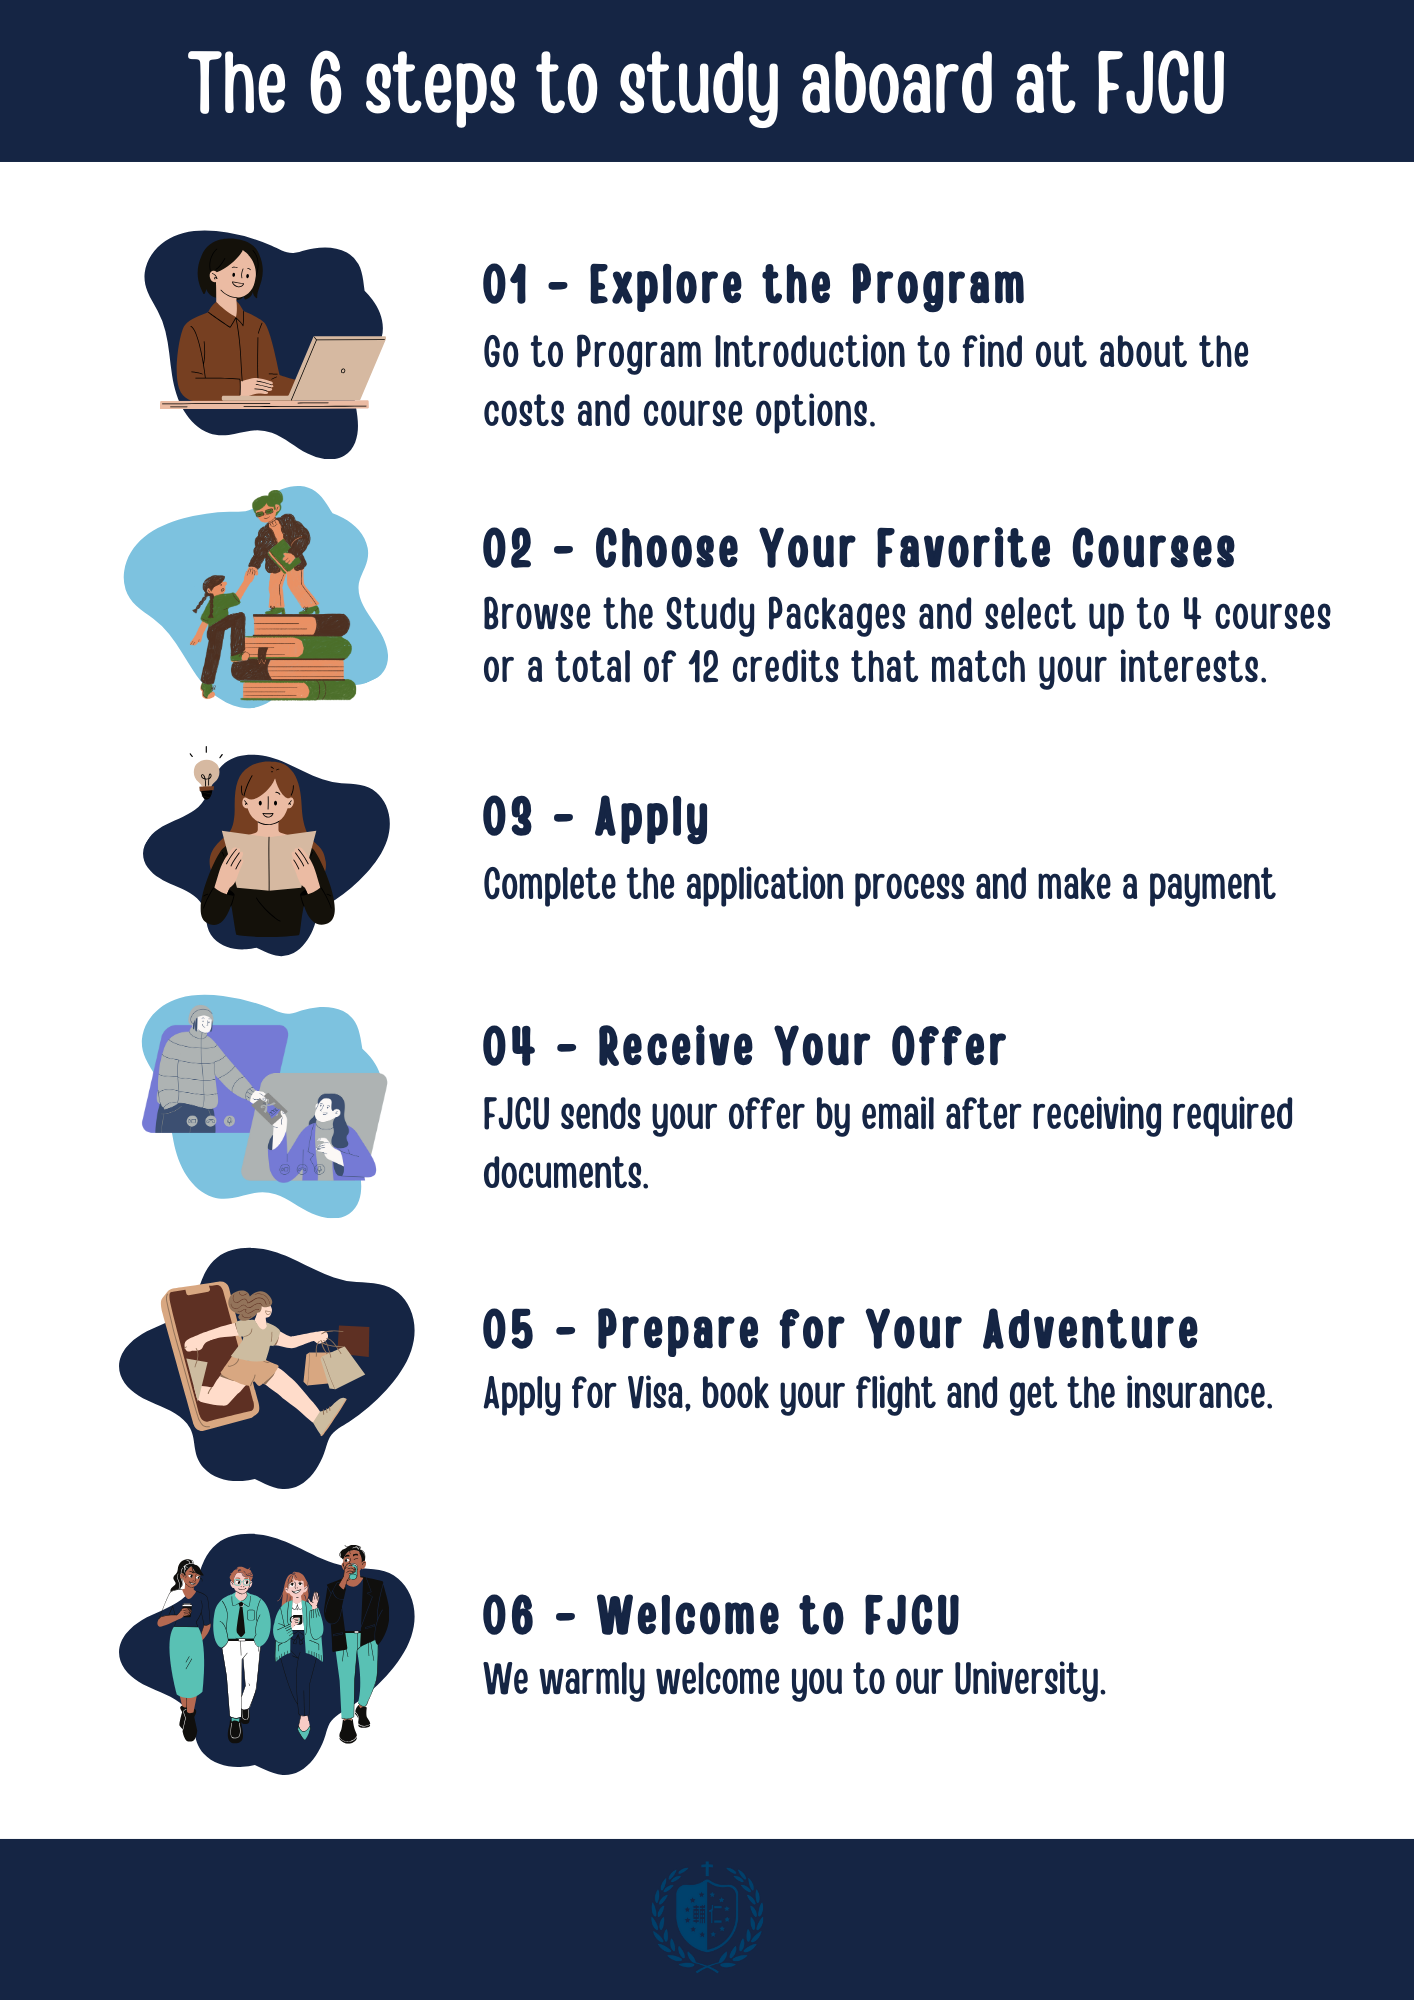 The 6 steps to study aboard at FJCU
01 - Explore the Program
Go to Program Introduction to find out about the
costs and course options.
02 - Choose Your Favorite Courses
Browse the Study Packages and select up to 4 courses
or a total of 12 credits that match your interests.
03 - Apply
Complete the application process and make a payment
04 - Receive Your Offer
FJCU sends your offer by email after receiving required
documents.
05 - Prepare for Your Adventure
Apply for Visa, book your flight and get the insurance.
06 - Welcome to FJCU
We warmly welcome you to our University.